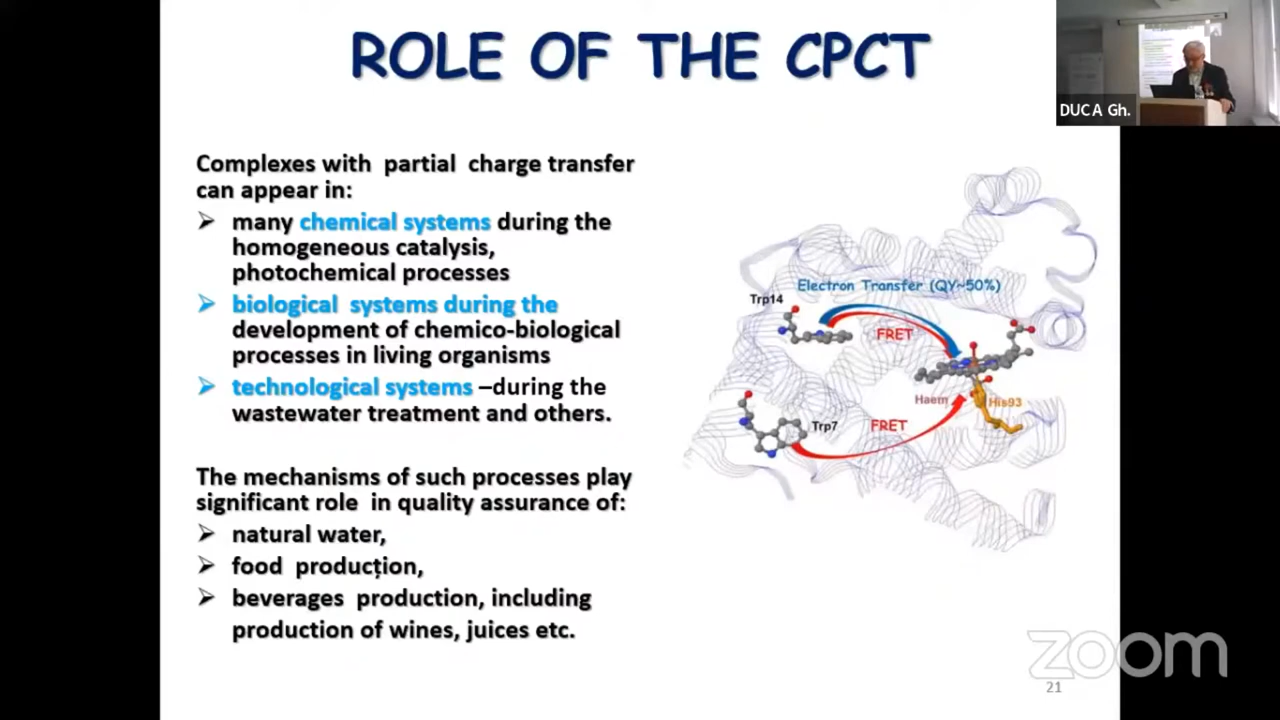 ROLE OF THE CPCT
DUCA Gh.
Complexes with partial charge transfer
can appear in:
many chemical systems during the
homogeneous catalysis,
photochemical processes
biological systems during the
development of chemico-biological
processes in living organisms
technological systems –during the
wastewater treatment and others.
The mechanisms of such processes play
significant role in quality assurance of:
natural water,
food producțion,
beverages production, including
production of wines, juices etc.
Electron Transfer (QY~50%)
Trp14
FRET
Haem
His93
Trp7
FRET
zoom
21